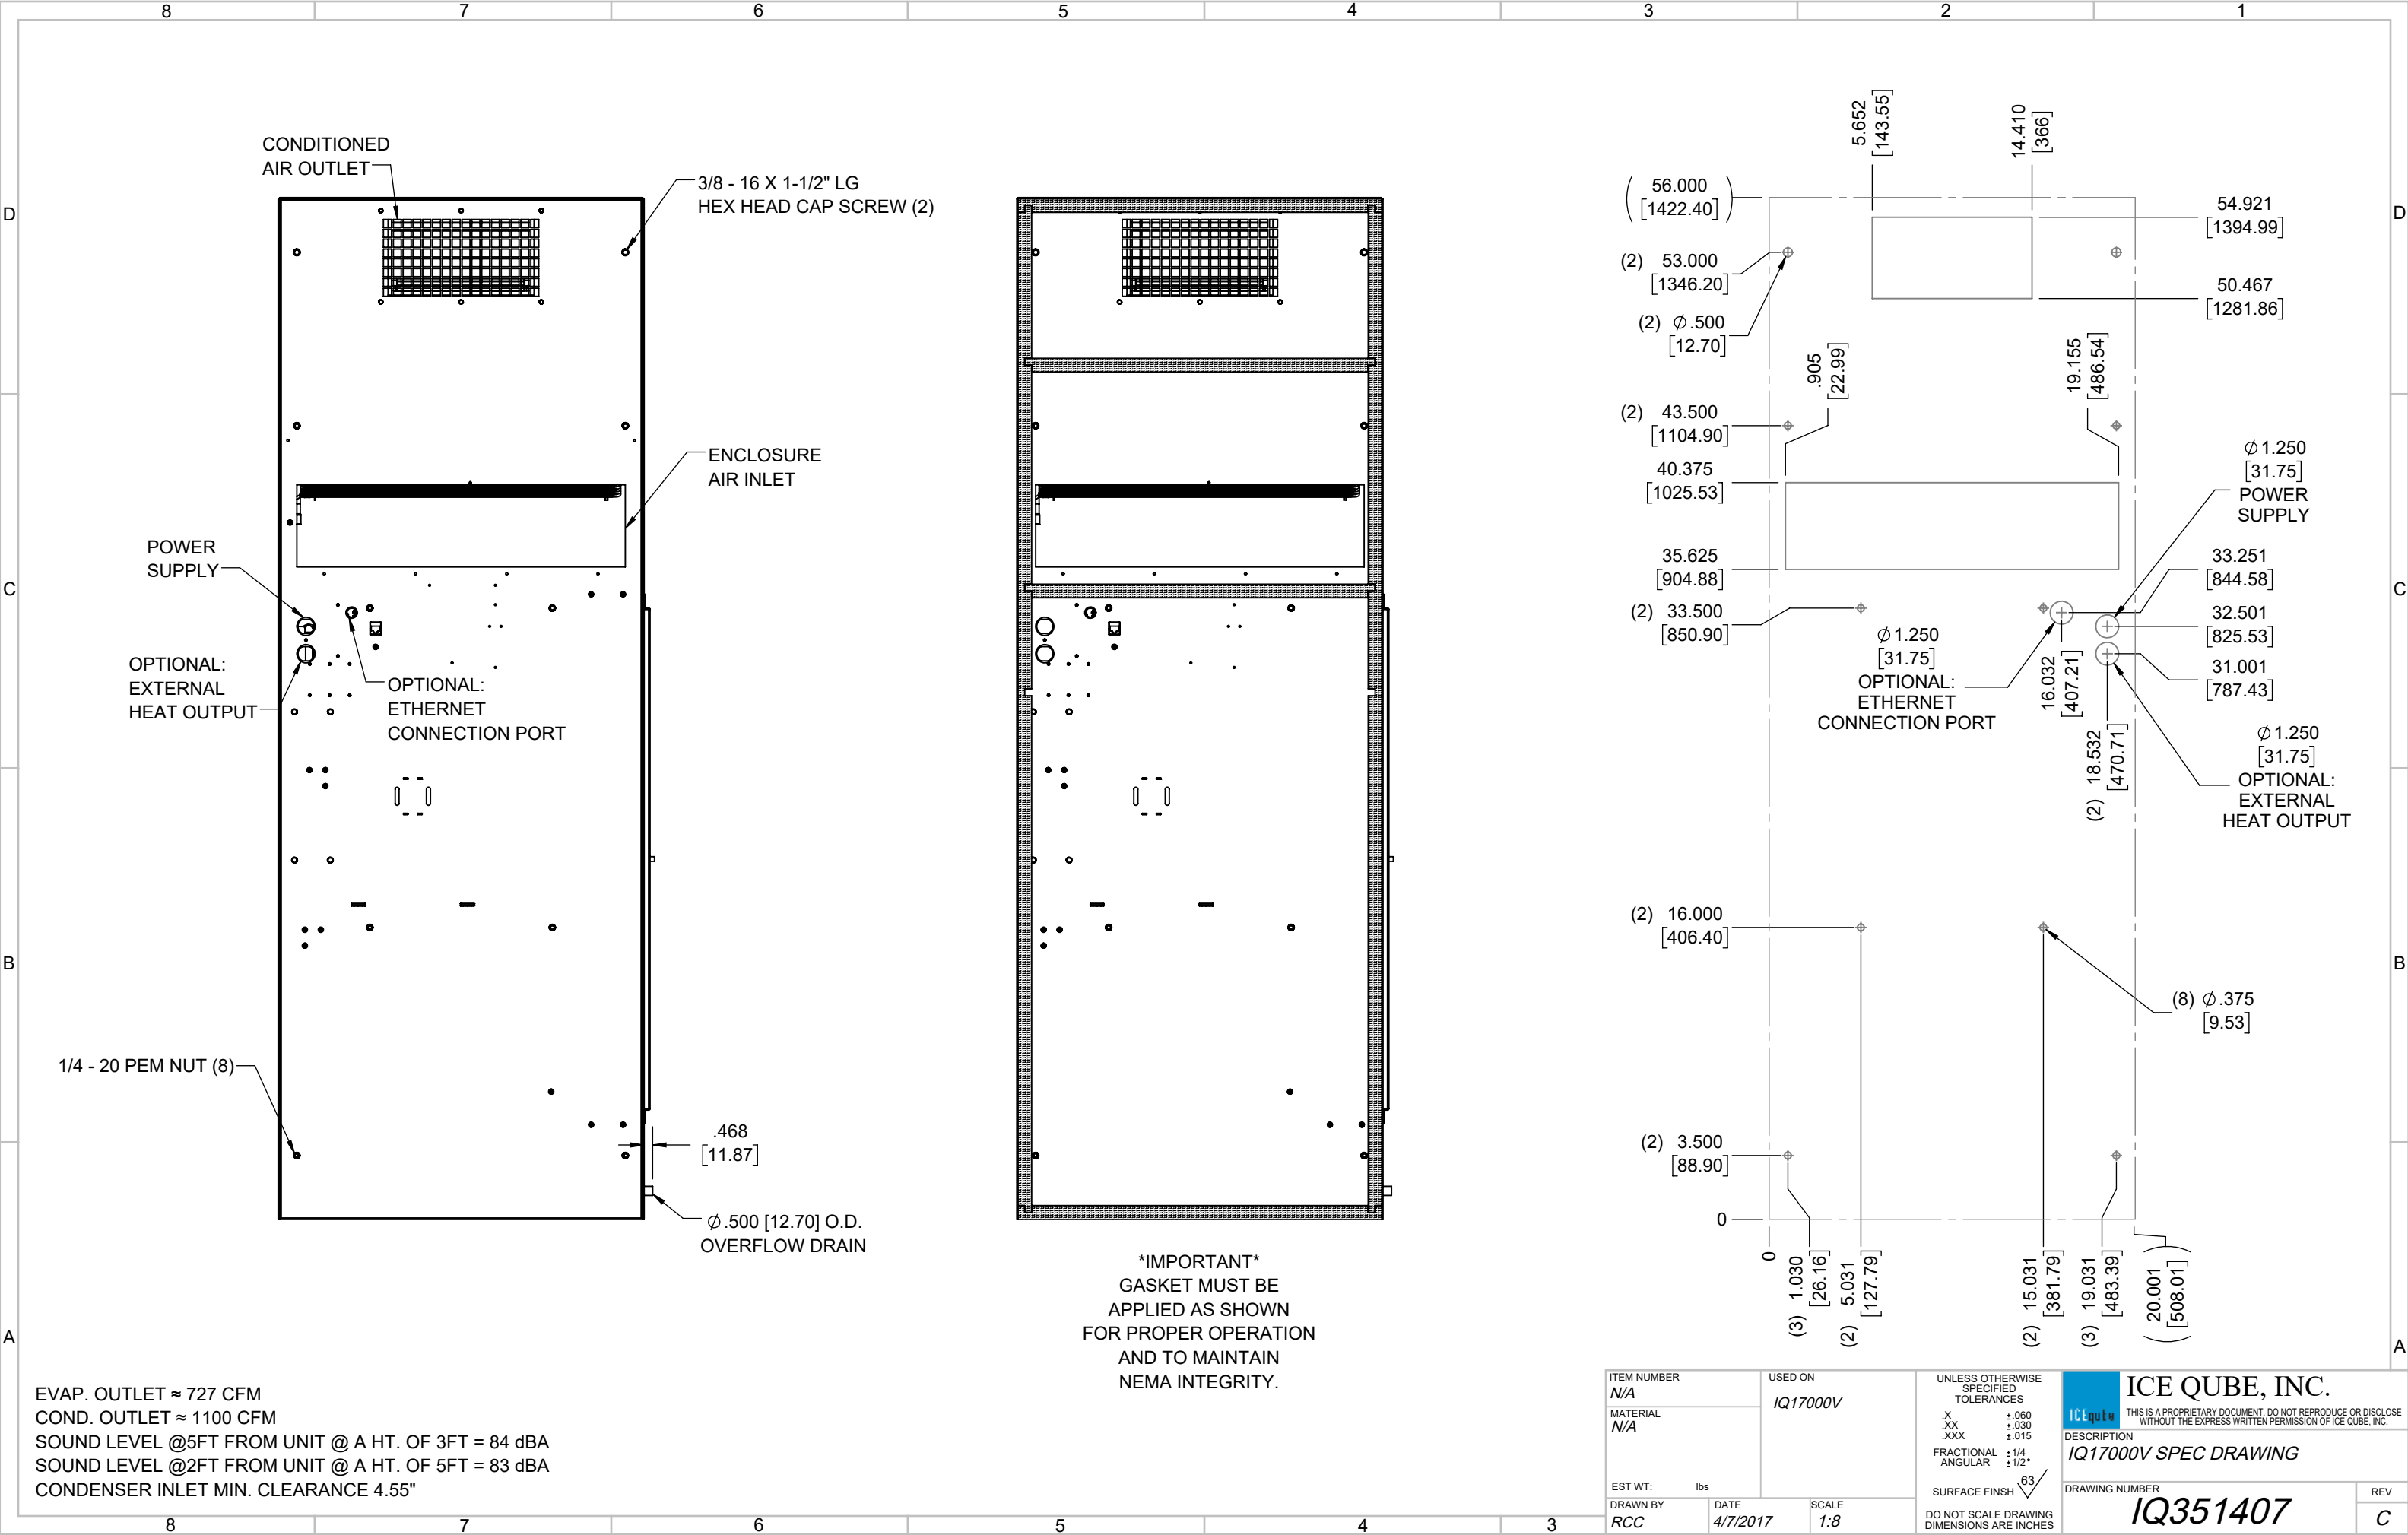 8 7 6 5 4 3 2 1
D
C
B
A
D
C
B
A
8 7 6 5 4 3
CONDITIONED
AIR OUTLET
3/8 - 16 X 1-1/2" LG
HEX HEAD CAP SCREW (2)
ENCLOSURE
AIR INLET
POWER
SUPPLY
OPTIONAL:
EXTERNAL
HEAT OUTPUT
OPTIONAL:
ETHERNET
CONNECTION PORT
1/4 - 20 PEM NUT (8)
.468
[11.87]
Ø.500 [12.70] O.D.
OVERFLOW DRAIN
*IMPORTANT*
GASKET MUST BE
APPLIED AS SHOWN
FOR PROPER OPERATION
AND TO MAINTAIN
NEMA INTEGRITY.
5.652
[143.55]
14.410
[366]
(56.000
[1422.40])
54.921
[1394.99]
(2) 53.000
[1346.20]
50.467
[1281.86]
(2) Ø.500
[12.70]
.905
[22.99]
19.155
[486.54]
(2) 43.500
[1104.90]
40.375
[1025.53]
Ø1.250
[31.75]
POWER
SUPPLY
35.625
[904.88]
33.251
[844.58]
(2) 33.500
[850.90]
32.501
[825.53]
Ø1.250
[31.75]
OPTIONAL:
ETHERNET
CONNECTION PORT
16.032
[407.21]
31.001
[787.43]
(2) 18.532
[470.71]
Ø1.250
[31.75]
OPTIONAL:
EXTERNAL
HEAT OUTPUT
(2) 16.000
[406.40]
(8) Ø.375
[9.53]
(2) 3.500
[88.90]
0
0
(3) 1.030
[26.16]
(2) 5.031
[127.79]
(2) 15.031
[381.79]
(3) 19.031
[483.39]
(20.001
[508.01])
EVAP. OUTLET ≈ 727 CFM
COND. OUTLET ≈ 1100 CFM
SOUND LEVEL @5FT FROM UNIT @ A HT. OF 3FT = 84 dBA
SOUND LEVEL @2FT FROM UNIT @ A HT. OF 5FT = 83 dBA
CONDENSER INLET MIN. CLEARANCE 4.55"
ITEM NUMBER
N/A
MATERIAL
N/A
EST WT: lbs
USED ON
IQ17000V
DRAWN BY
RCC
DATE
4/7/2017
SCALE
1:8
UNLESS OTHERWISE
SPECIFIED
TOLERANCES
.X ±.060
.XX ±.030
.XXX ±.015
FRACTIONAL ±1/4
ANGULAR ±1/2°
SURFACE FINSH 63
DO NOT SCALE DRAWING
DIMENSIONS ARE INCHES
ICEqube
ICE QUBE, INC.
THIS IS A PROPRIETARY DOCUMENT. DO NOT REPRODUCE OR DISCLOSE
WITHOUT THE EXPRESS WRITTEN PERMISSION OF ICE QUBE, INC.
DESCRIPTION
IQ17000V SPEC DRAWING
DRAWING NUMBER
IQ351407
REV
C